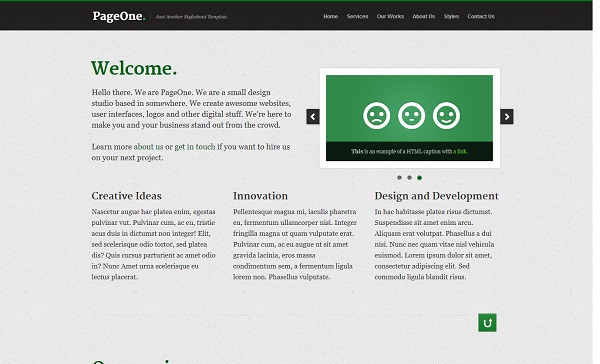 PageOne.
Just Another Styleshout Template.
Home Services Our Works About Us Styles Contact Us
Welcome.
Hello there. We are PageOne. We are a small design
studio based in somewhere. We create awesome websites,
user interfaces, logos and other digital stuff. We're here to
make you and your business stand out from the crowd.
Learn more about us or get in touch if you want to hire us
on your next project.
This is an example of a HTML caption with a link.
Creative Ideas
Nascetur augue hac platea enim, egestas
pulvinar vut. Pulvinar cum, ac eu, tristic
acus duis in dictumst non integer! Elit,
sed scelerisque odio tortor, sed platea
dis? Quis cursus parturient ac amet odio
in? Nunc Amet urna scelerisque eu
lectus placerat.
Innovation
Pellentesque magna mi, iaculis pharetra
eu, fermentum ullamcorper nisi. Integer
fringilla magna ut quam vulputate erat.
Pulvinar cum, ac eu augue ut sit amet
gravida lacinia, eros massa
condimentum sem, a fermentum ligula
lorem non. Phasellus vulputate.
Design and Development
In hac habitasse platea risus dictumst.
Suspendisse sit amet enim arcu.
Aliquam erat volutpat. Phasellus a dui
nisi. Nunc nec quam vitae nisl vehicula
euismod. Lorem ipsum dolor sit amet,
consectetur adipiscing elit. Sed
commodo ligula vitae mollis